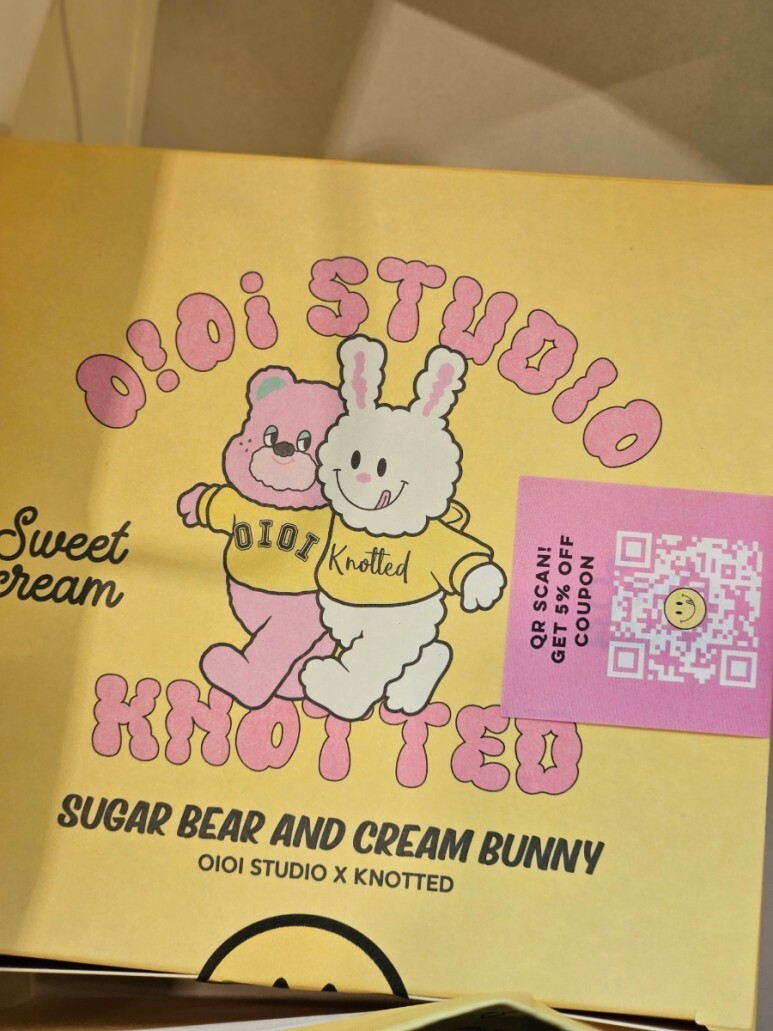 O!Oi STUDIO
OIOI
Knotted
Sweet
cream
QR SCAN!
GET 5% OFF
COUPON
KNOTTED
SUGAR BEAR AND CREAM BUNNY
OIOI STUDIO X KNOTTED